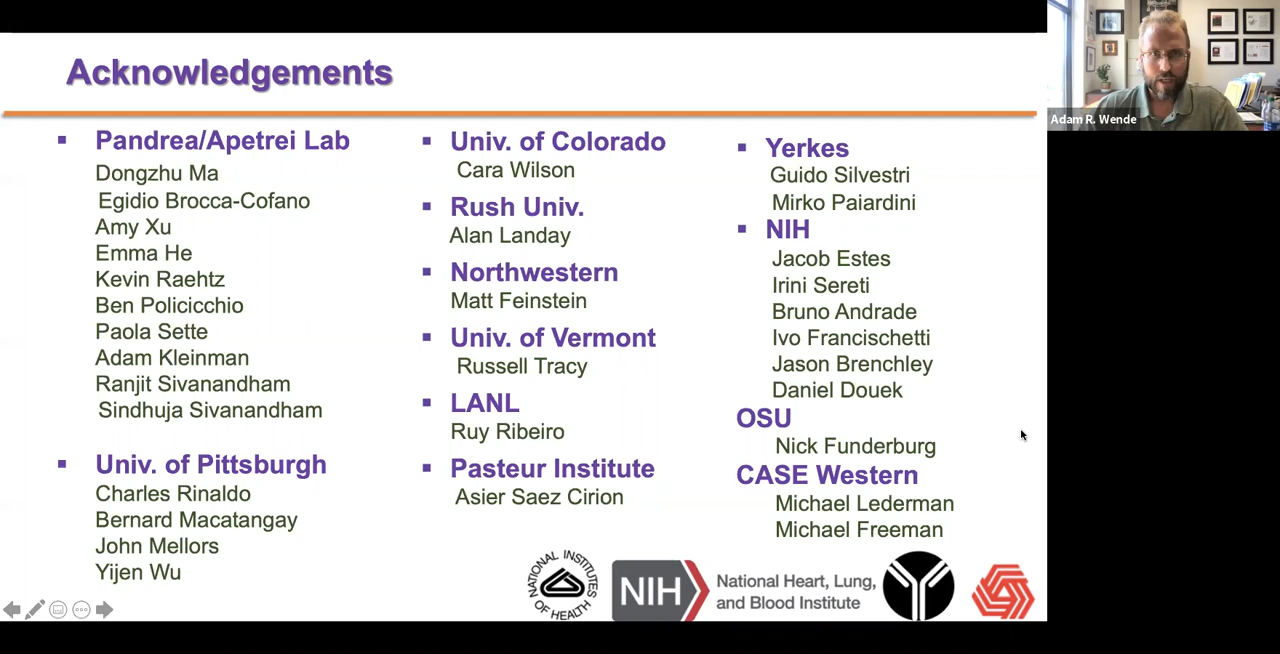 Acknowledgements
Pandrea/Apetrei Lab
Dongzhu Ma
Egidio Brocca-Cofano
Amy Xu
Emma He
Kevin Raehtz
Ben Policicchio
Paola Sette
Adam Kleinman
Ranjit Sivanandham
Sindhuja Sivanandham
Univ. of Pittsburgh
Charles Rinaldo
Bernard Macatangay
John Mellors
Yijen Wu
Univ. of Colorado
Cara Wilson
Rush Univ.
Alan Landay
Northwestern
Matt Feinstein
Univ. of Vermont
Russell Tracy
LANL
Ruy Ribeiro
Pasteur Institute
Asier Saez Cirion
Yerkes
Guido Silvestri
Mirko Paiardini
NIH
Jacob Estes
Irini Sereti
Bruno Andrade
Ivo Francischetti
Jason Brenchley
Daniel Douek
OSU
Nick Funderburg
CASE Western
Michael Lederman
Michael Freeman
NATIONAL INSTITUTES
OF HEALTH
NIH
National Heart, Lung,
and Blood Institute
Adam R. Wende